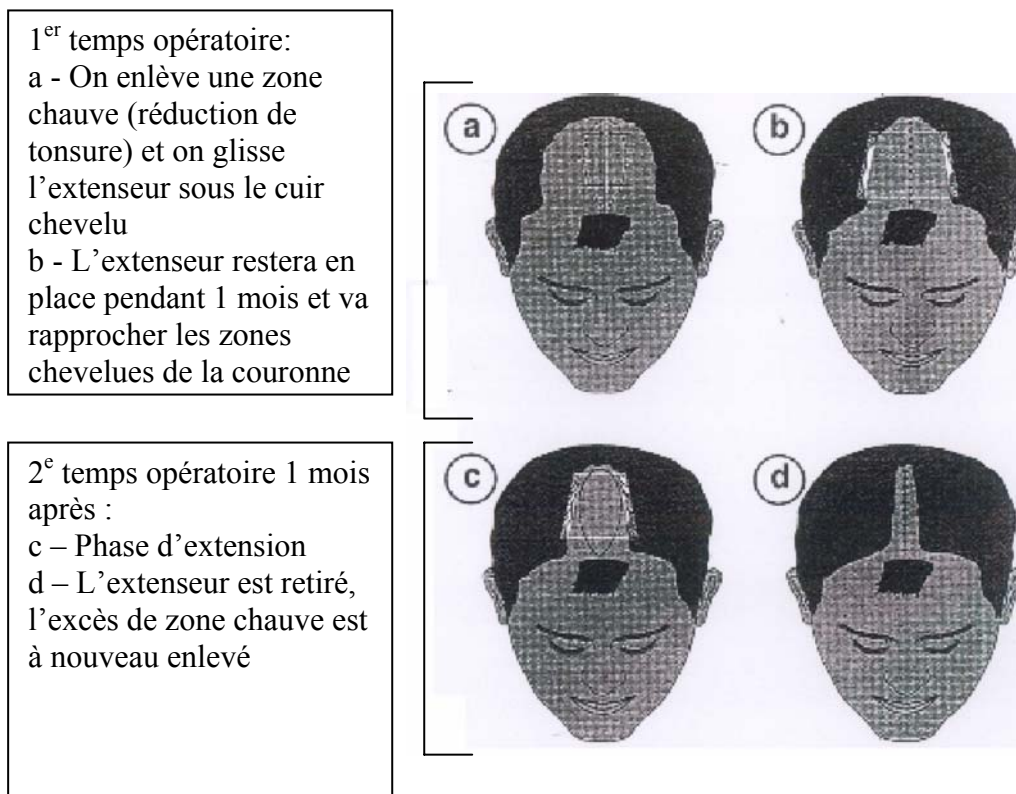 1er temps opératoire:
a - On enlève une zone
chauve (réduction de
tonsure) et on glisse
l’extenseur sous le cuir
chevelu
b - L’extenseur restera en
place pendant 1 mois et va
rapprocher les zones
chevelues de la couronne
a
b
2e temps opératoire 1 mois
après :
c – Phase d’extension
d – L’extenseur est retiré,
l’excès de zone chauve est
à nouveau enlevé
c
d